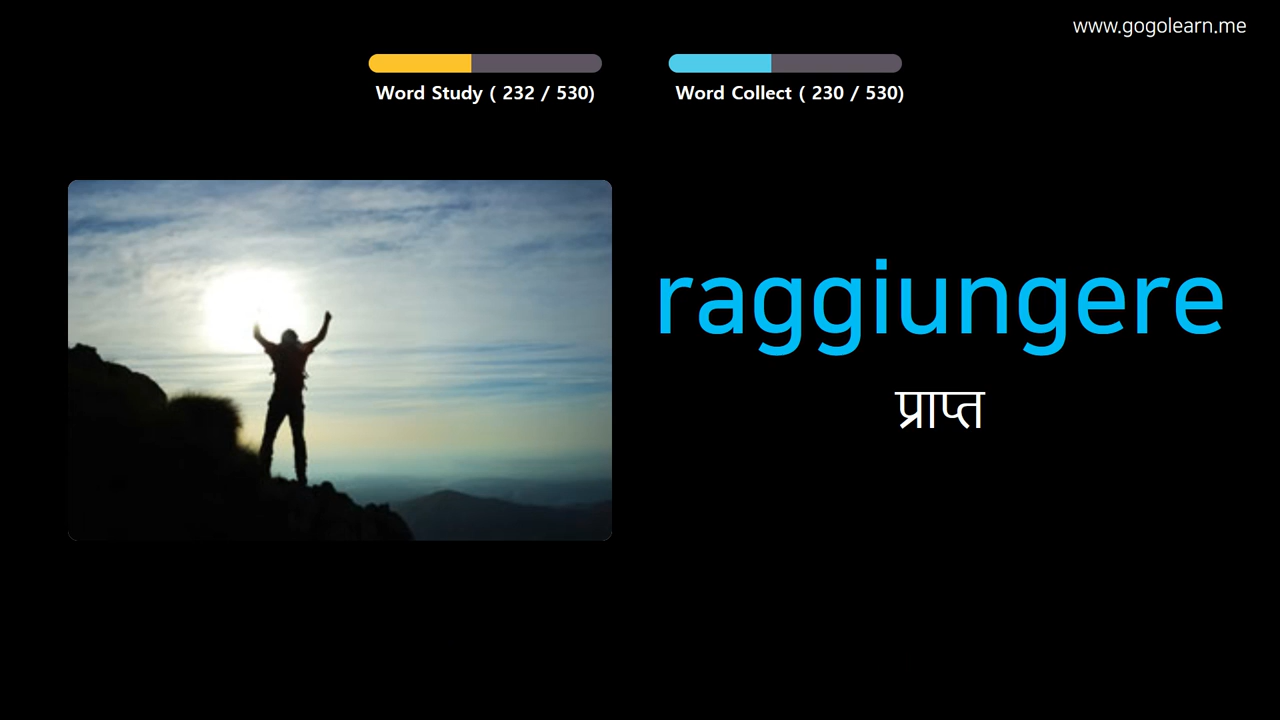 www.gogolearn.me
Word Study ( 232 / 530)
Word Collect ( 230 / 530)
raggiungere
प्राप्त